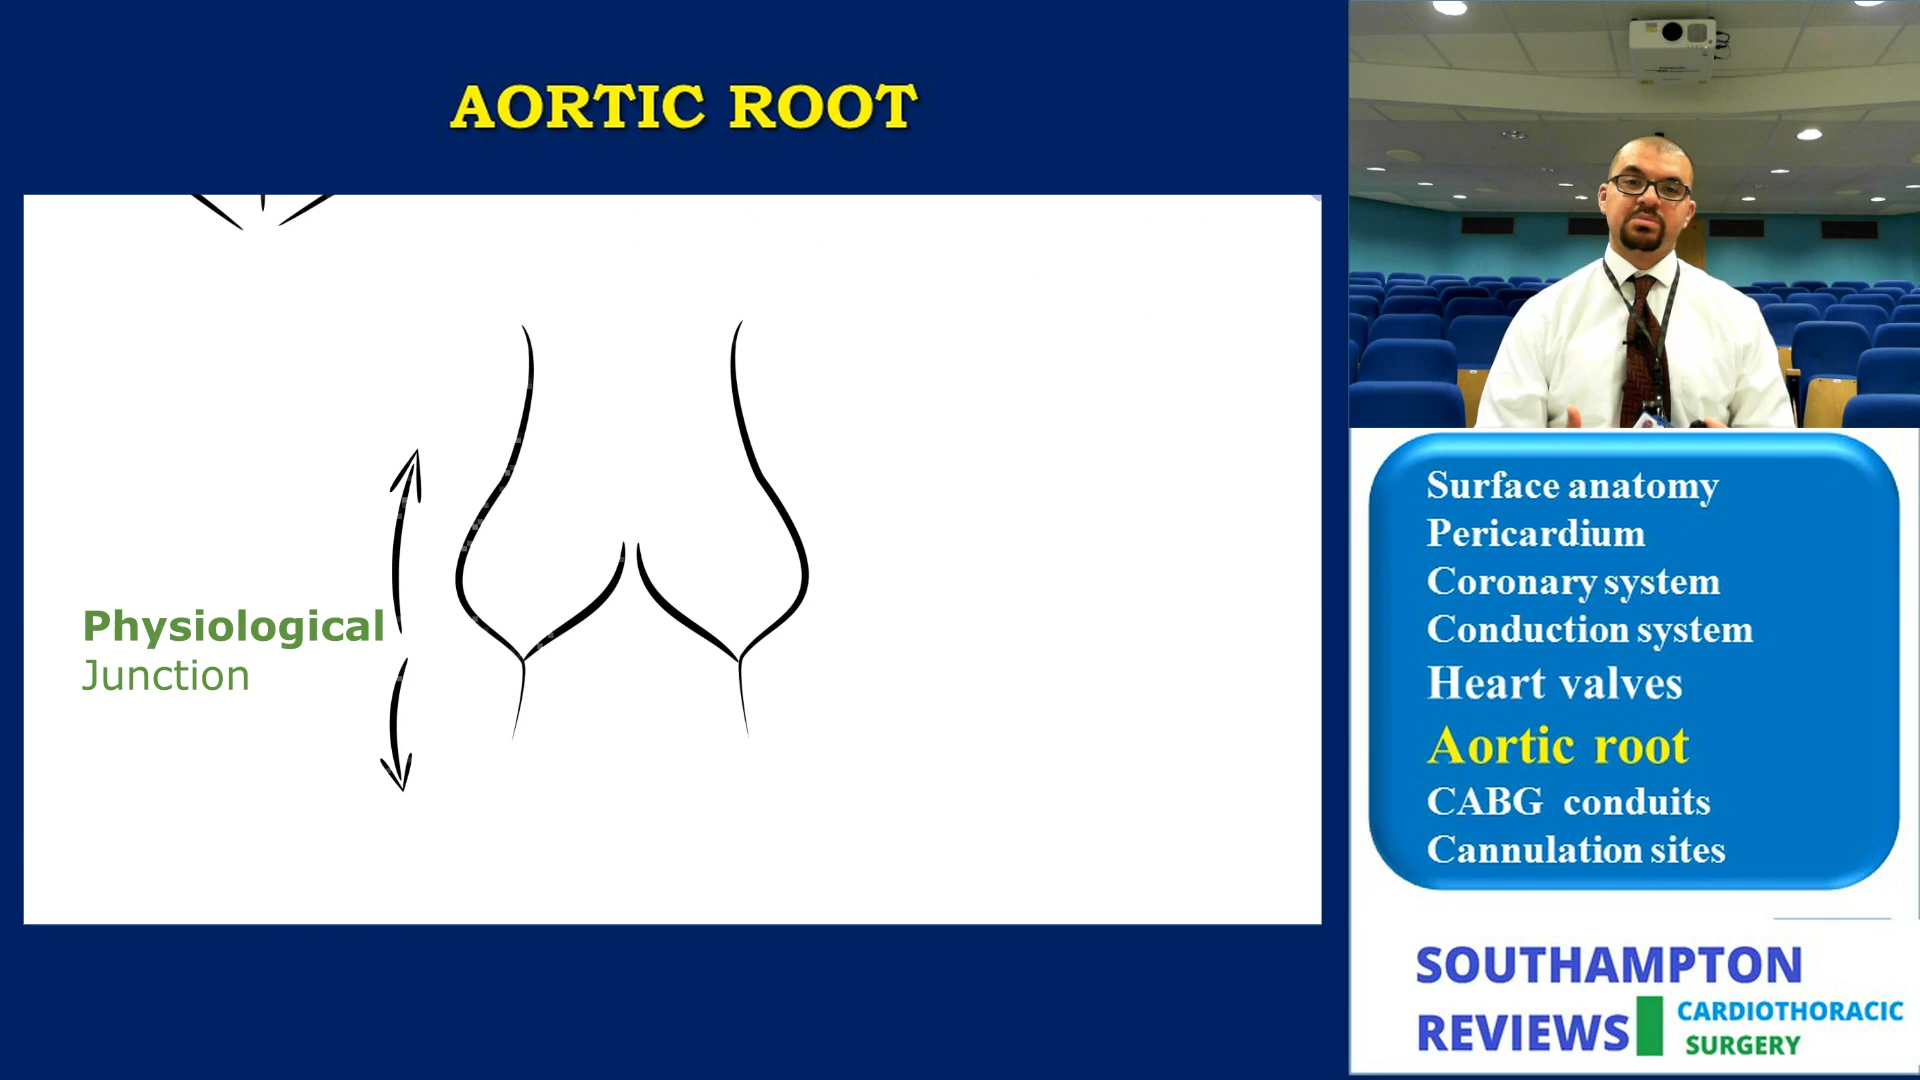 AORTIC ROOT
Physiological
Junction
Surface anatomy
Pericardium
Coronary system
Conduction system
Heart valves
Aortic root
CABG conduits
Cannulation sites
SOUTHAMPTON
REVIEWS
CARDIOTHORACIC
SURGERY